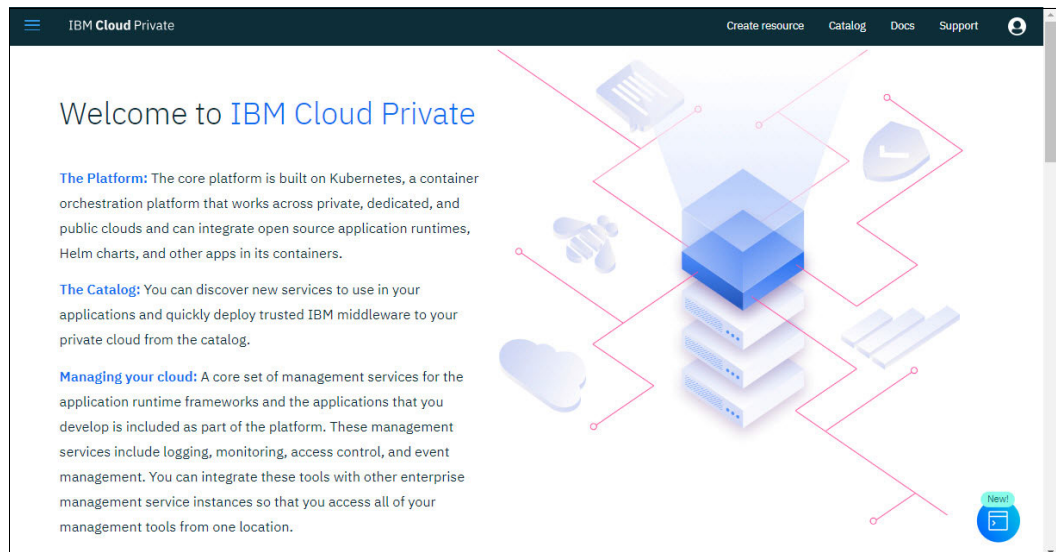 IBM Cloud Private
Create resource
Catalog
Docs
Support
Welcome to IBM Cloud Private
The Platform: The core platform is built on Kubernetes, a container
orchestration platform that works across private, dedicated, and
public clouds and can integrate open source application runtimes,
Helm charts, and other apps in its containers.
The Catalog: You can discover new services to use in your
applications and quickly deploy trusted IBM middleware to your
private cloud from the catalog.
Managing your cloud: A core set of management services for the
application runtime frameworks and the applications that you
develop is included as part of the platform. These management
services include logging, monitoring, access control, and event
management. You can integrate these tools with other enterprise
management service instances so that you access all of your
management tools from one location.
New!